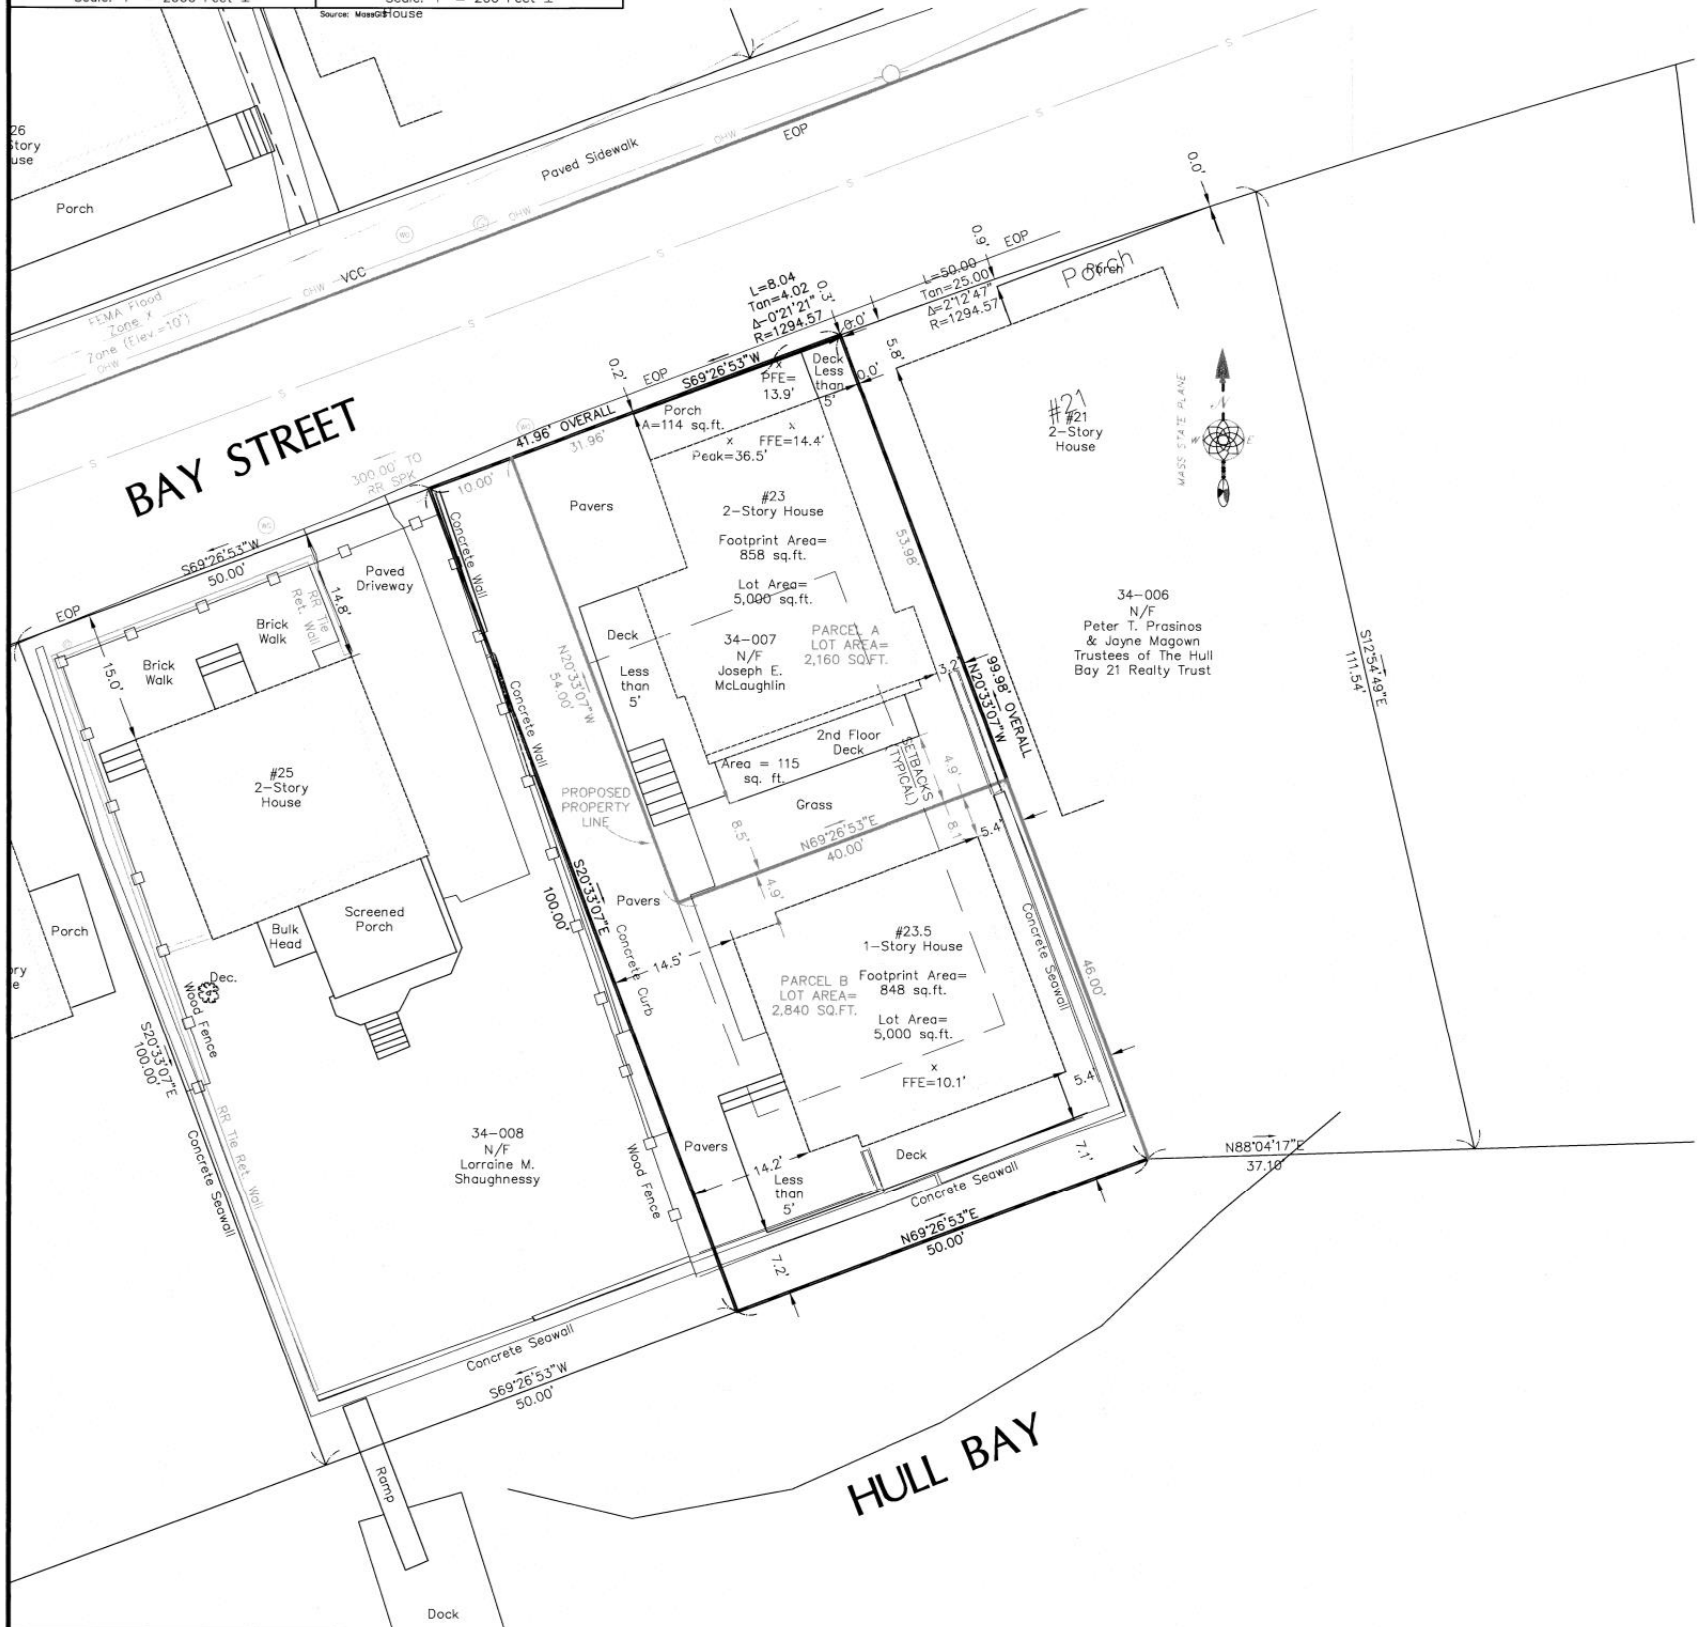 Source: MassGIS
House
26
Story
use
Porch
Paved Sidewalk
OHW
EOP
S
VCC
OHW
OHW
FEMA Flood
Zone X
Zone (Elev.=10')
OHW
BAY STREET
0.0'
0.9'
EOP
L=50.00
Tan=25.00
Δ=2°12'47"
R=1294.57
Porch
Porch
L=8.04
Tan=4.02
Δ=0°21'21"
R=1294.57
0.3'
0.0'
5.8'
0.0'
0.2'
EOP
S69°26'53"W
41.96' OVERALL
31.96'
10.00'
300.00' TO
RR SPK
Porch
A=114 sq.ft.
x
PFE=
13.9'
Deck
Less
than
5'
x
FFE=14.4'
x
Peak=36.5'
#21
#21
2-Story
House
MASS STATE PLANE
N
W
E
#23
2-Story House
Footprint Area=
858 sq.ft.
Lot Area=
5,000 sq.ft.
34-007
N/F
Joseph E.
McLaughlin
PARCEL A
LOT AREA=
2,160 SQ.FT.
Pavers
Deck
Less
than
5'
53.98'
99.98' OVERALL
N20°33'07"W
3.2'
34-006
N/F
Peter T. Prasinos
& Jayne Magown
Trustees of The Hull
Bay 21 Realty Trust
S12°54'49"E
111.54'
S69°26'53"W
50.00'
EOP
Paved
Driveway
14.8'
RR Tie
Ret. Wall
Brick
Walk
Brick
Walk
15.0'
Concrete Wall
Concrete Wall
N20°33'07"W
54.00'
#25
2-Story
House
2nd Floor
Deck
Area = 115
sq. ft.
SETBACKS
(TYPICAL)
4.9'
Grass
PROPOSED
PROPERTY
LINE
8.5'
N69°26'53"E
40.00'
8.1'
5.4'
4.9'
S20°33'07"E
100.00'
Pavers
Concrete Curb
14.5'
Screened
Porch
Bulk
Head
Porch
ry
e
Dec.
Wood Fence
S20°33'07"E
100.00'
#23.5
1-Story House
Footprint Area=
848 sq.ft.
Lot Area=
5,000 sq.ft.
x
FFE=10.1'
PARCEL B
LOT AREA=
2,840 SQ.FT.
Concrete Seawall
46.00'
5.4'
RR Tie Ret. Wall
Concrete Seawall
34-008
N/F
Lorraine M.
Shaughnessy
Wood Fence
Pavers
14.2'
Less
than
5'
Deck
7.1'
Concrete Seawall
N88°04'17"E
37.10
N69°26'53"E
50.00'
7.2'
Concrete Seawall
S69°26'53"W
50.00'
HULL BAY
Ramp
Dock